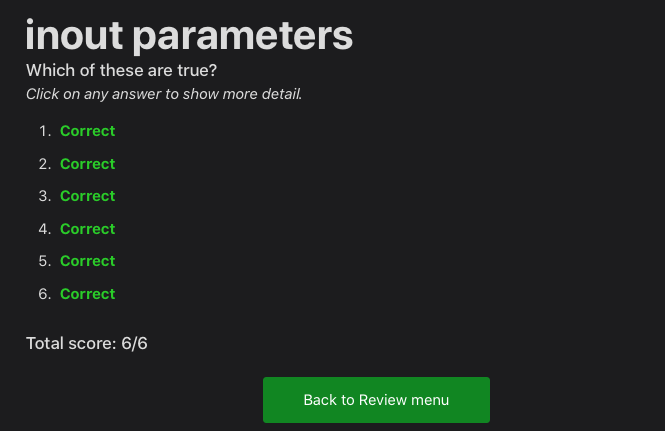 inout parameters
Which of these are true?
Click on any answer to show more detail.
1. Correct
2. Correct
3. Correct
4. Correct
5. Correct
6. Correct
Total score: 6/6
Back to Review menu